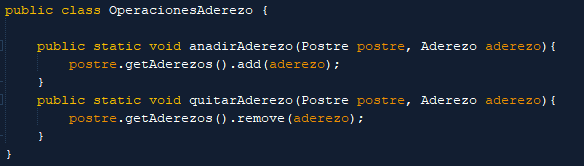 public class OperacionesAderezo {
public static void anadirAderezo(Postre postre, Aderezo aderezo){
postre.getAderezos().add(aderezo);
}
public static void quitarAderezo(Postre postre, Aderezo aderezo){
postre.getAderezos().remove(aderezo);
}
}